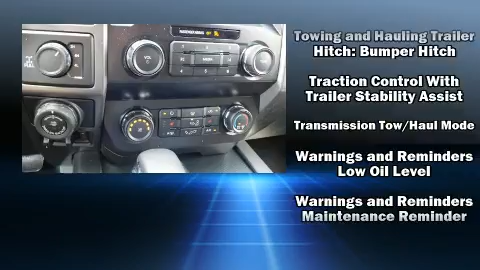 Towing and Hauling Trailer
Hitch: Bumper Hitch
Traction Control With
Trailer Stability Assist
Transmission Tow/Haul Mode
Warnings and Reminders
Low Oil Level
Warnings and Reminders
Maintenance Reminder
VOL